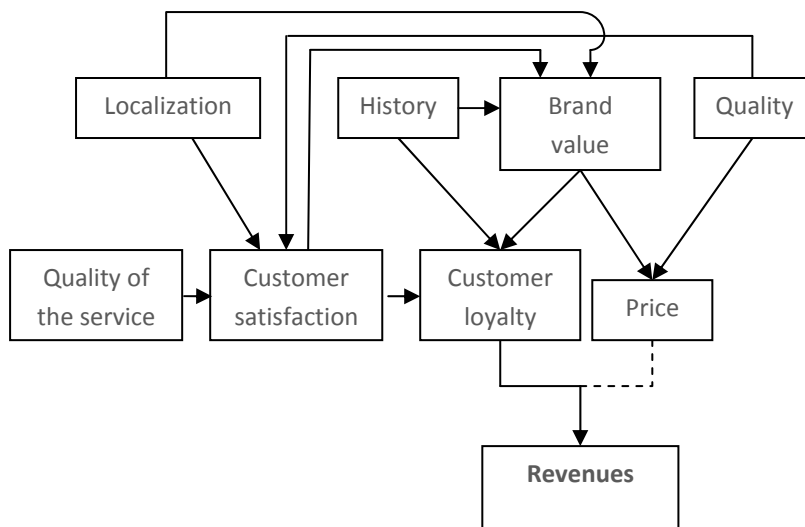 Localization
History
Brand
value
Quality
Quality of
the service
Customer
satisfaction
Customer
loyalty
Price
Revenues